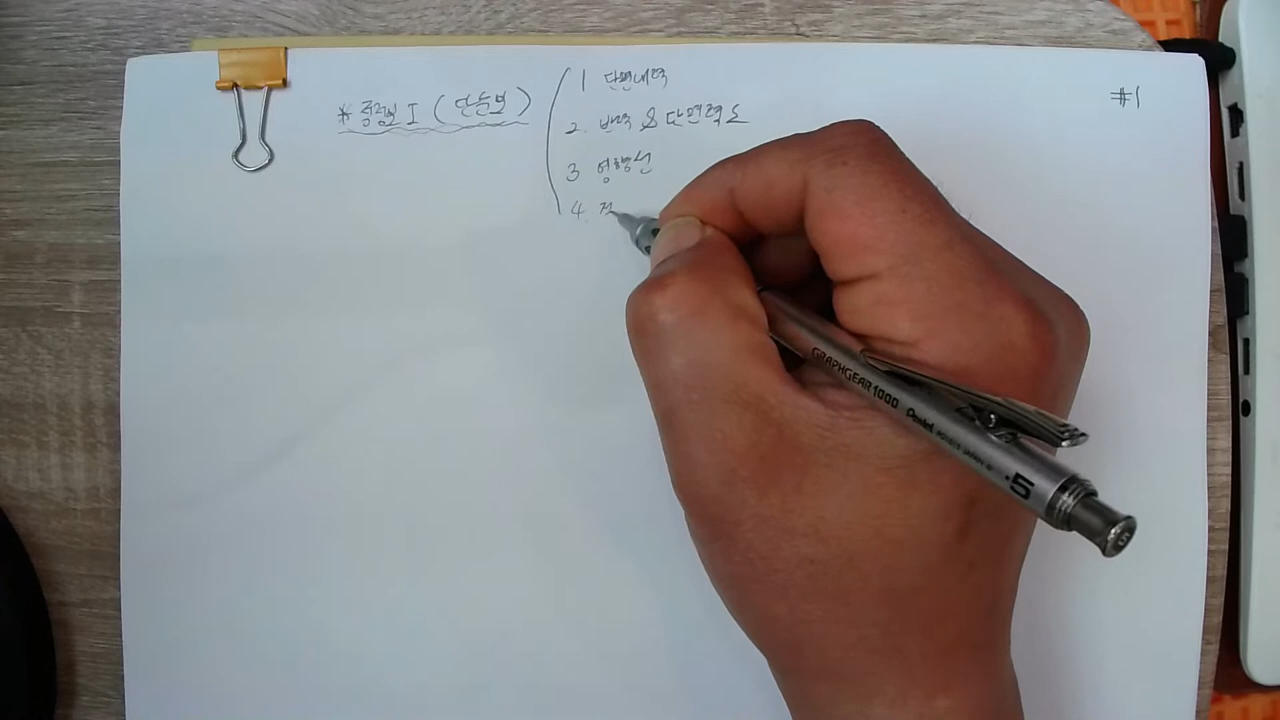 * 정정보 I (단순보)
1 단면내력
2. 반력 & 단면력도
3 영향선
4.
#1
GRAPHGEAR 1000 Pentel
.5